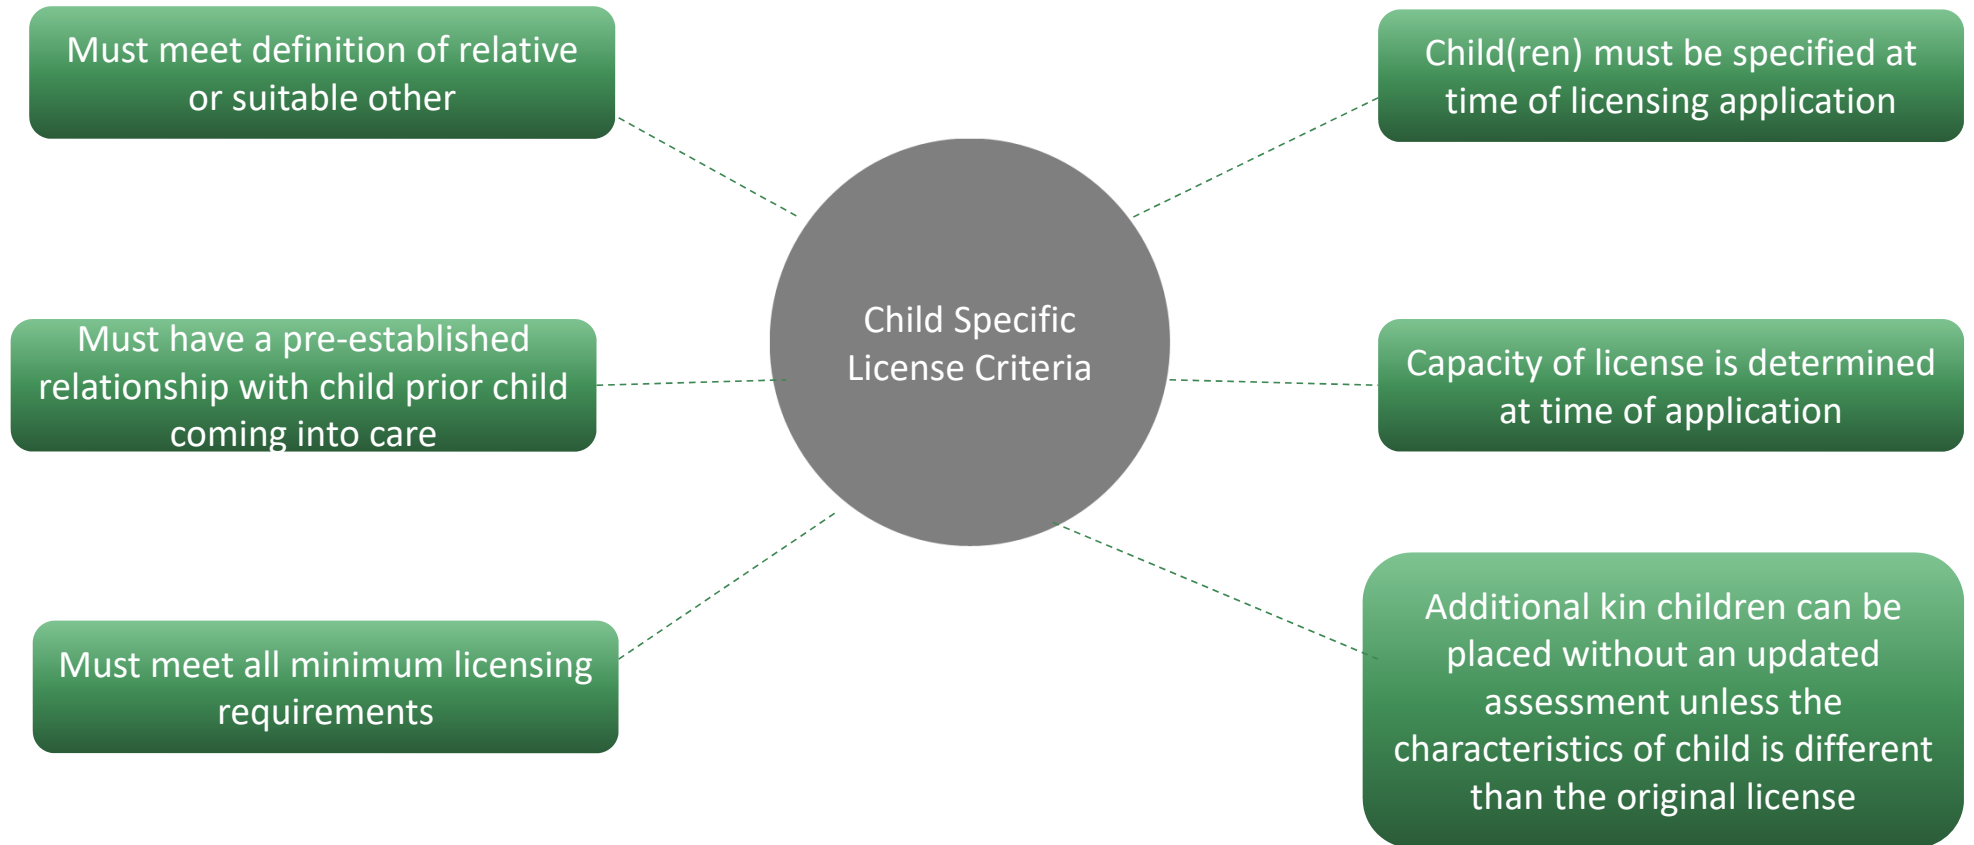 Must meet definition of relative
or suitable other
Child(ren) must be specified at
time of licensing application
Must have a pre-established
relationship with child prior child
coming into care
Child Specific
License Criteria
Capacity of license is determined
at time of application
Must meet all minimum licensing
requirements
Additional kin children can be
placed without an updated
assessment unless the
characteristics of child is different
than the original license